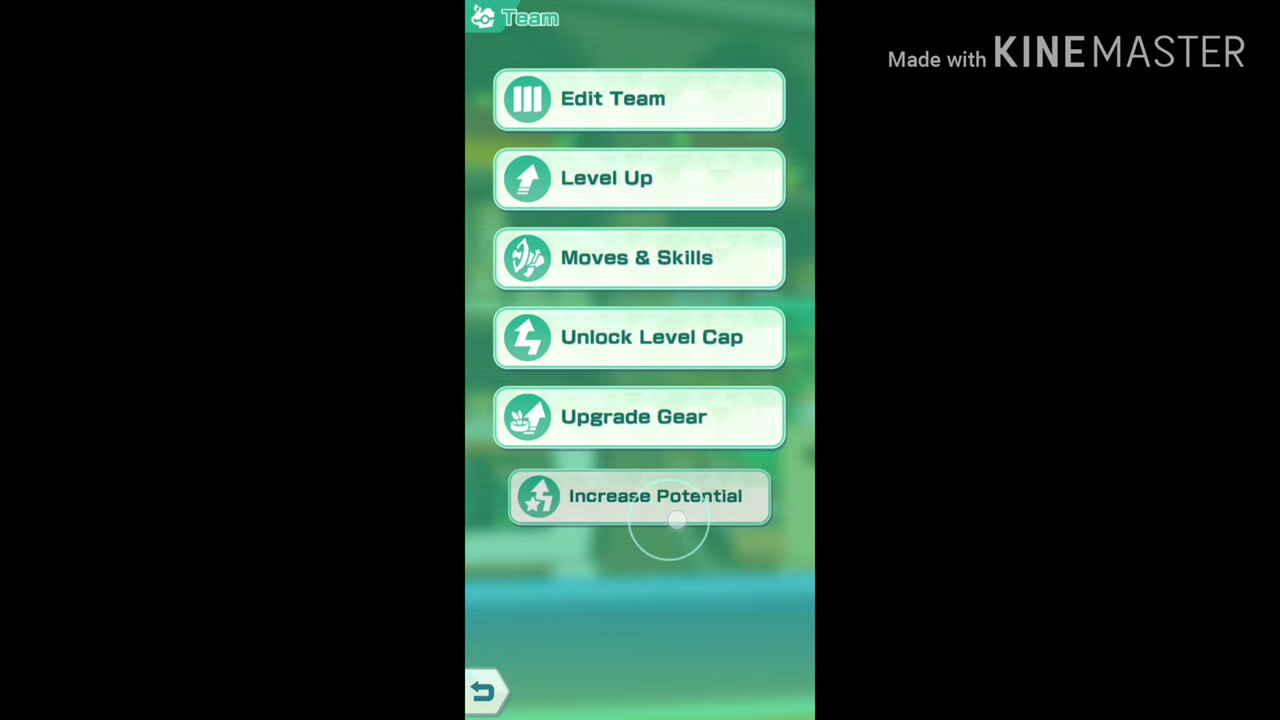 Team
Made with KINEMASTER
Edit Team
Level Up
Moves & Skills
Unlock Level Cap
Upgrade Gear
Increase Potential